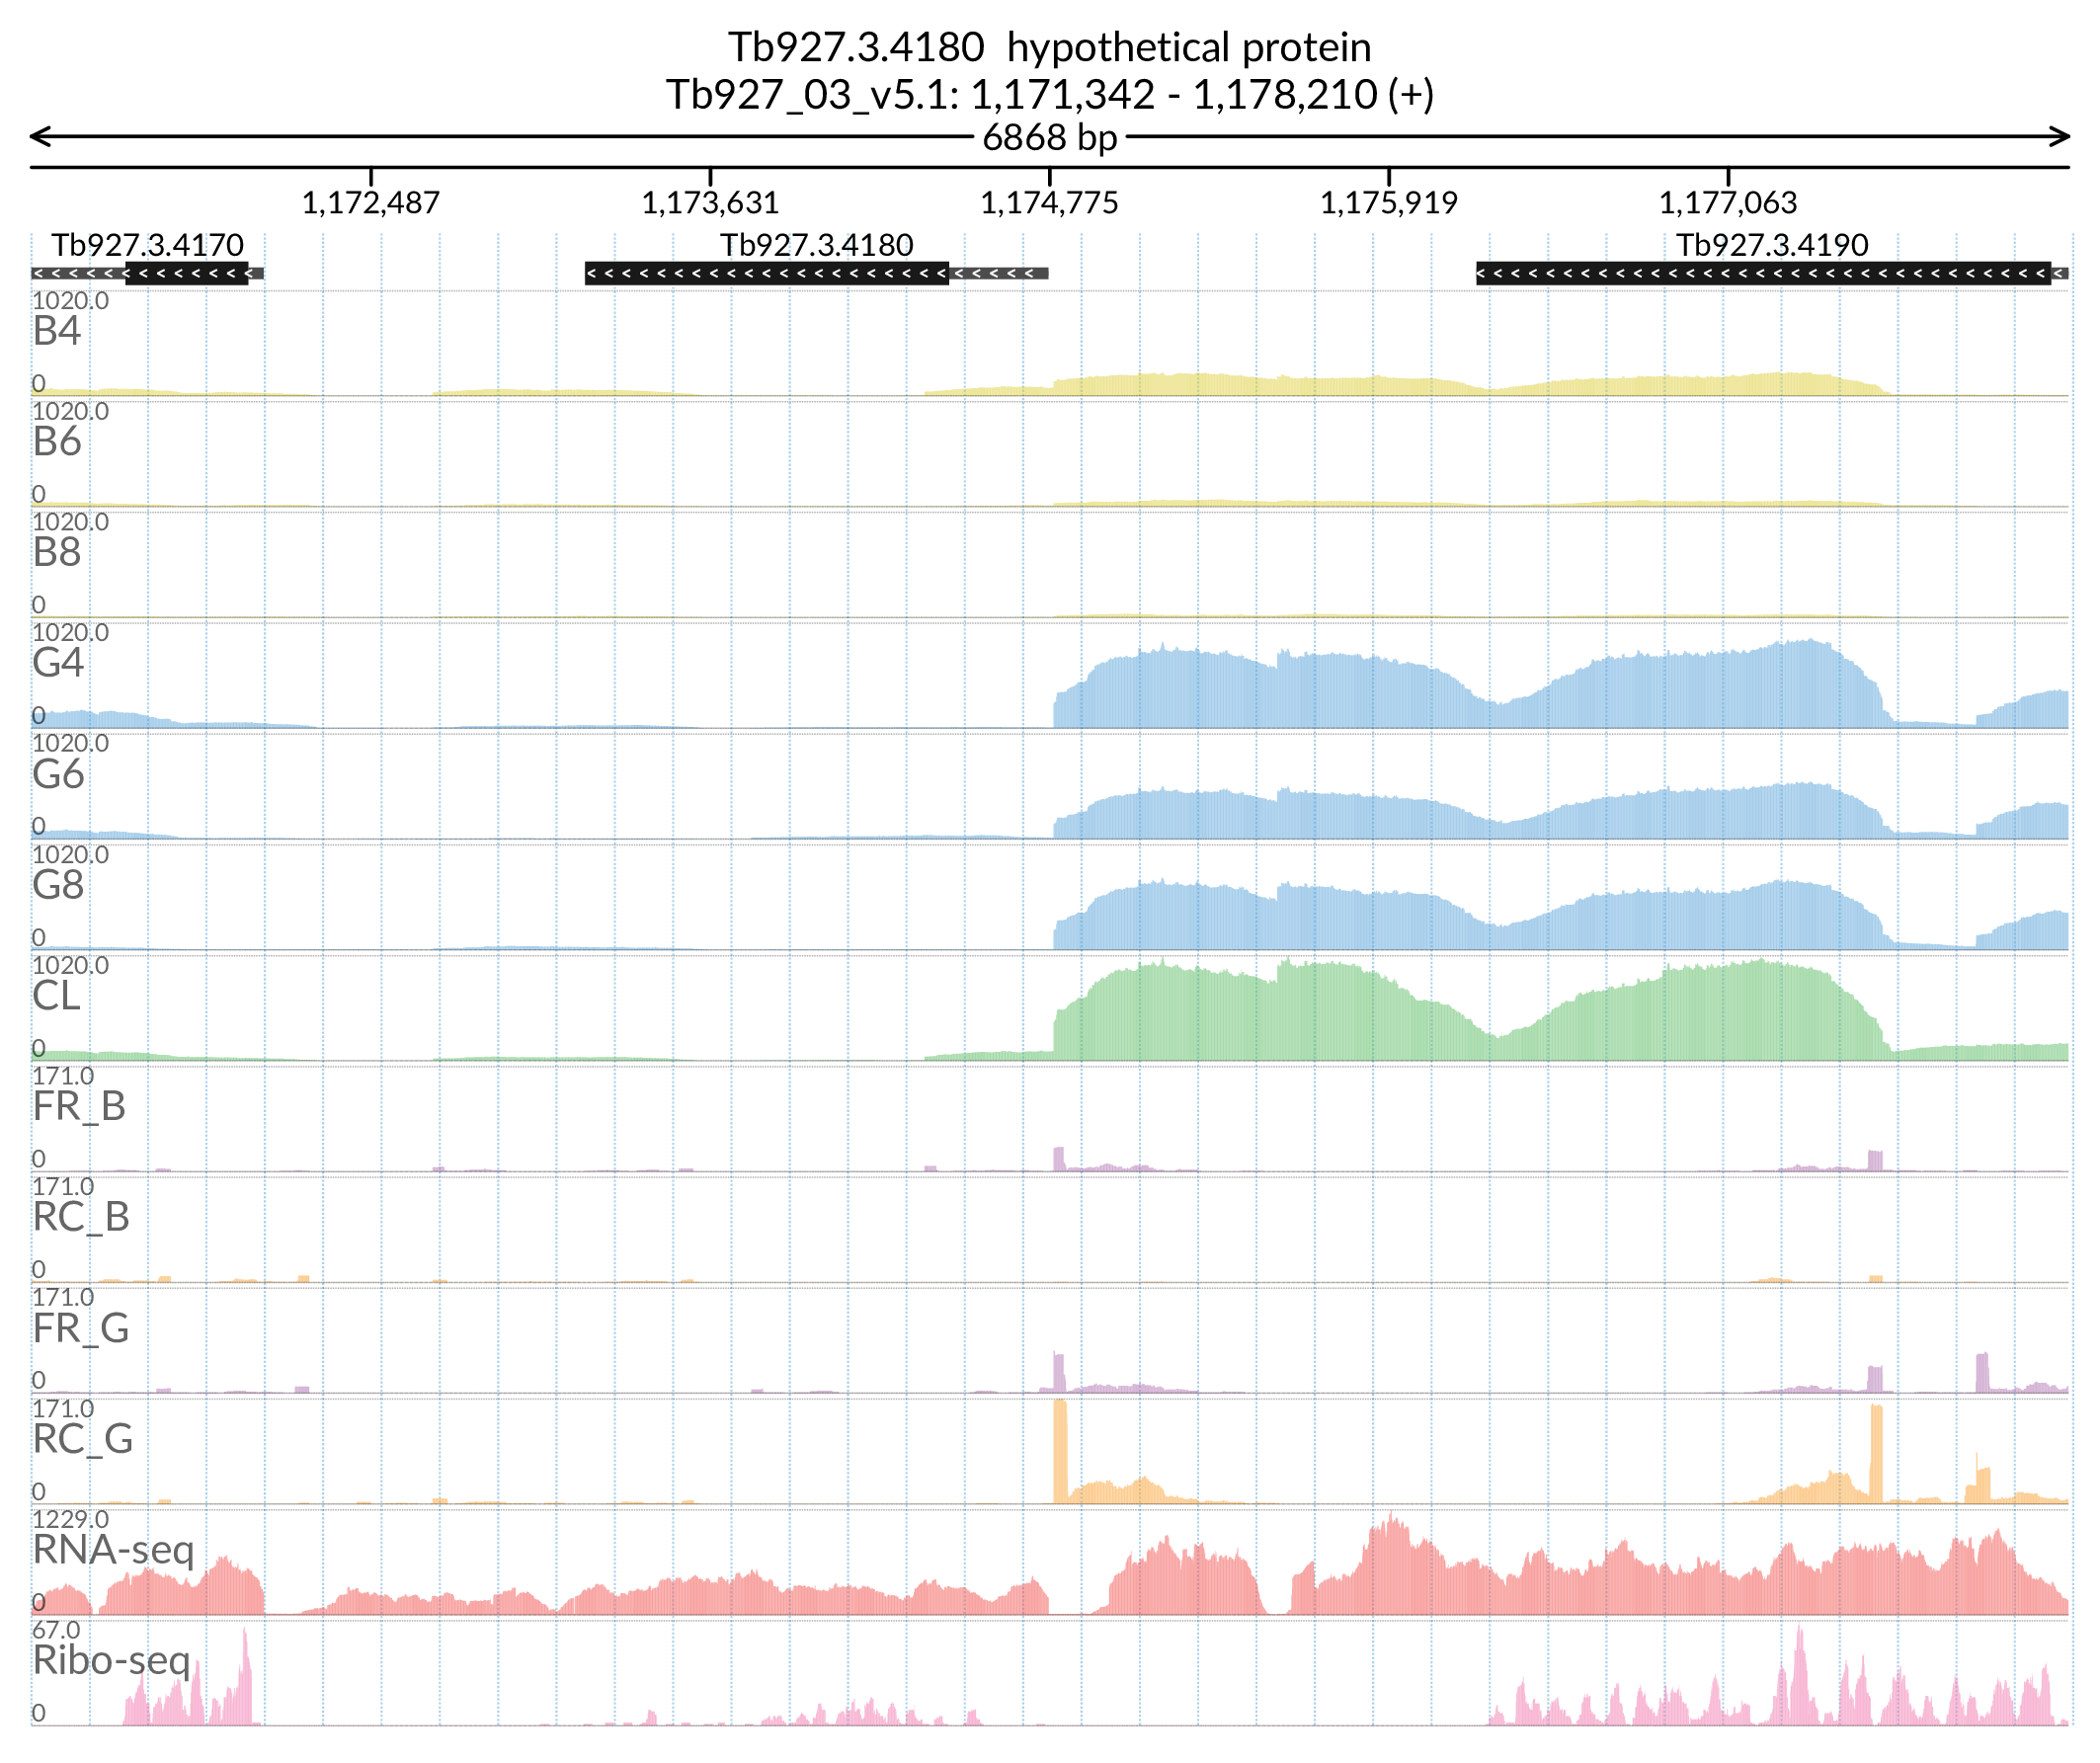 Tb927.3.4180  hypothetical protein
Tb927_03_v5.1: 1,171,342 - 1,178,210 (+)
6868 bp
1,172,487 1,173,631 1,174,775 1,175,919 1,177,063
Tb927.3.4170 Tb927.3.4180 Tb927.3.4190
1020.0
B4
0
1020.0
B6
0
1020.0
B8
0
1020.0
G4
0
1020.0
G6
0
1020.0
G8
0
1020.0
CL
0
171.0
FR_B
0
171.0
RC_B
0
171.0
FR_G
0
171.0
RC_G
0
1229.0
RNA-seq
0
67.0
Ribo-seq
0